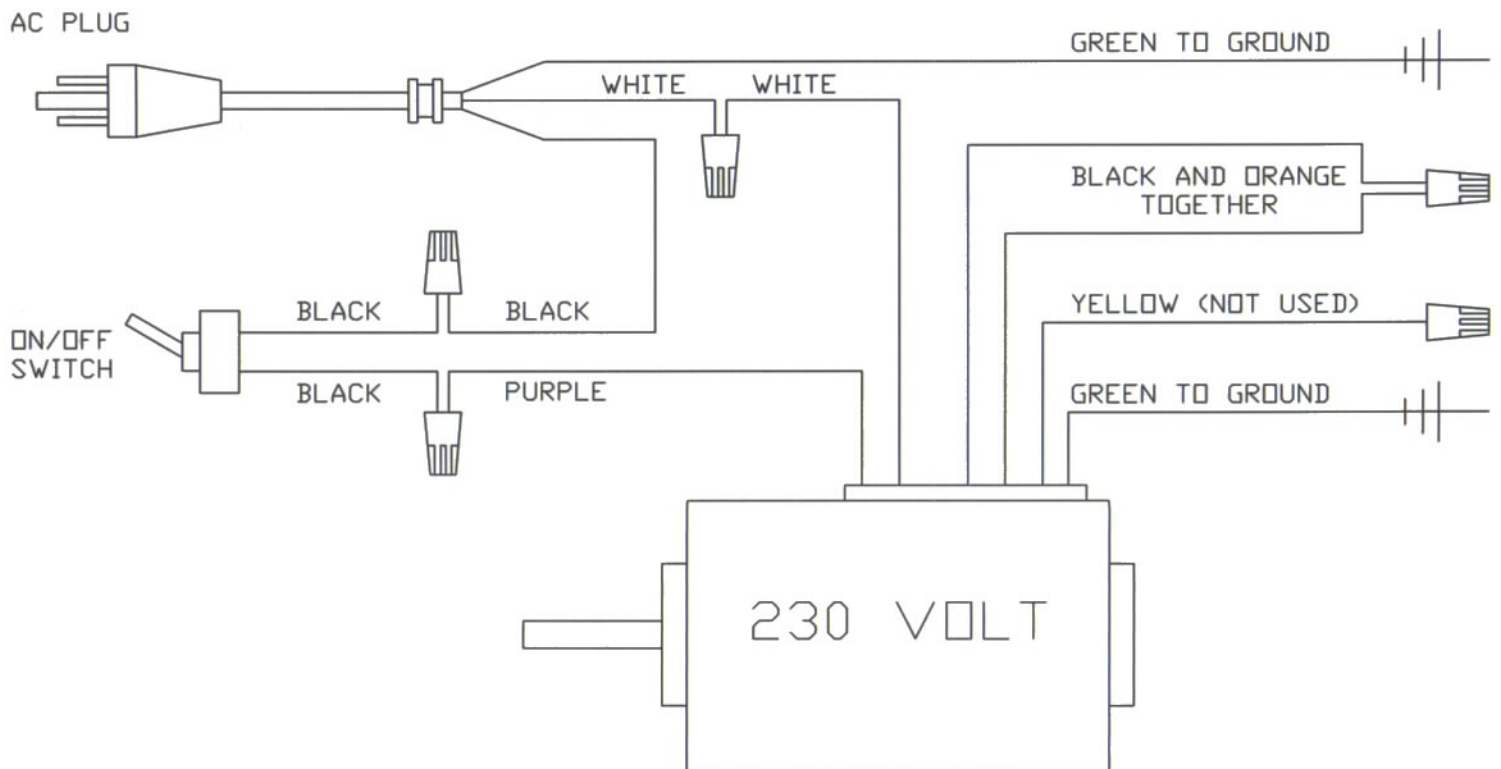 AC PLUG
GREEN TO GROUND
WHITE
WHITE
BLACK AND ORANGE
TOGETHER
BLACK
BLACK
YELLOW (NOT USED)
ON/OFF
SWITCH
BLACK
PURPLE
GREEN TO GROUND
230 VOLT